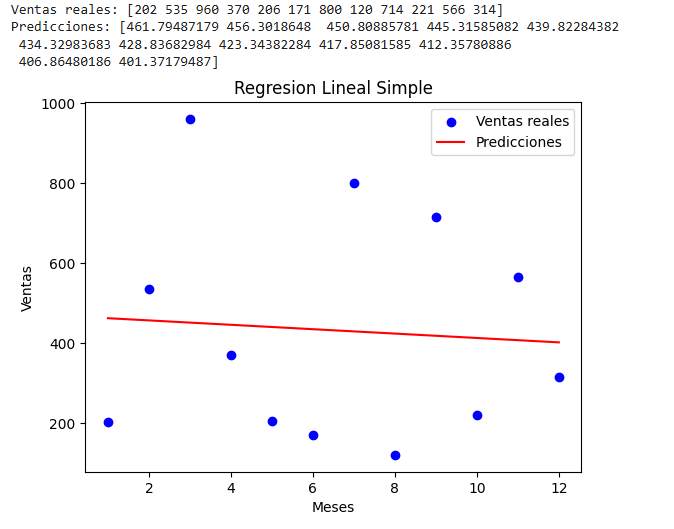 Ventas reales: [202 535 960 370 206 171 800 120 714 221 566 314]
Predicciones: [461.79487179 456.3018648  450.80885781 445.31585082 439.82284382
 434.32983683 428.83682984 423.34382284 417.85081585 412.35780886
 406.86480186 401.37179487]
Regresion Lineal Simple
1000
800
600
400
200
Ventas
Ventas reales
Predicciones
2 4 6 8 10 12
Meses